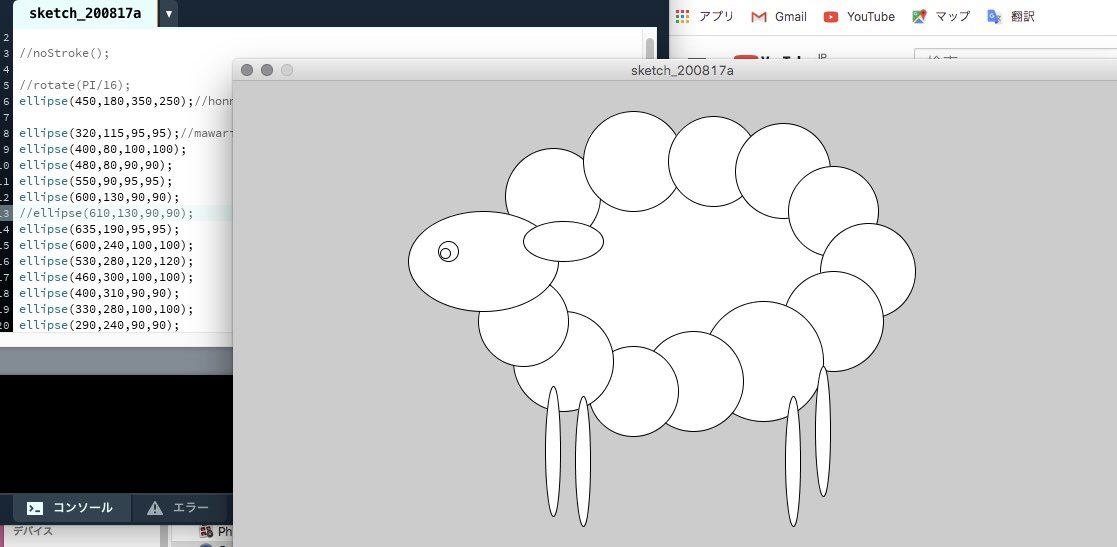 sketch_200817a ▼
アプリ Gmail YouTube マップ 翻訳
sketch_200817a
2
3 //noStroke();
4
5 //rotate(PI/16);
6 ellipse(450,180,350,250);//honn
7
8 ellipse(320,115,95,95);//mawar
9 ellipse(400,80,100,100);
10 ellipse(480,80,90,90);
11 ellipse(550,90,95,95);
12 ellipse(600,130,90,90);
13 //ellipse(610,130,90,90);
14 ellipse(635,190,95,95);
15 ellipse(600,240,100,100);
16 ellipse(530,280,120,120);
17 ellipse(460,300,100,100);
18 ellipse(400,310,90,90);
19 ellipse(330,280,100,100);
20 ellipse(290,240,90,90);
コンソール エラー
デバイス Ph